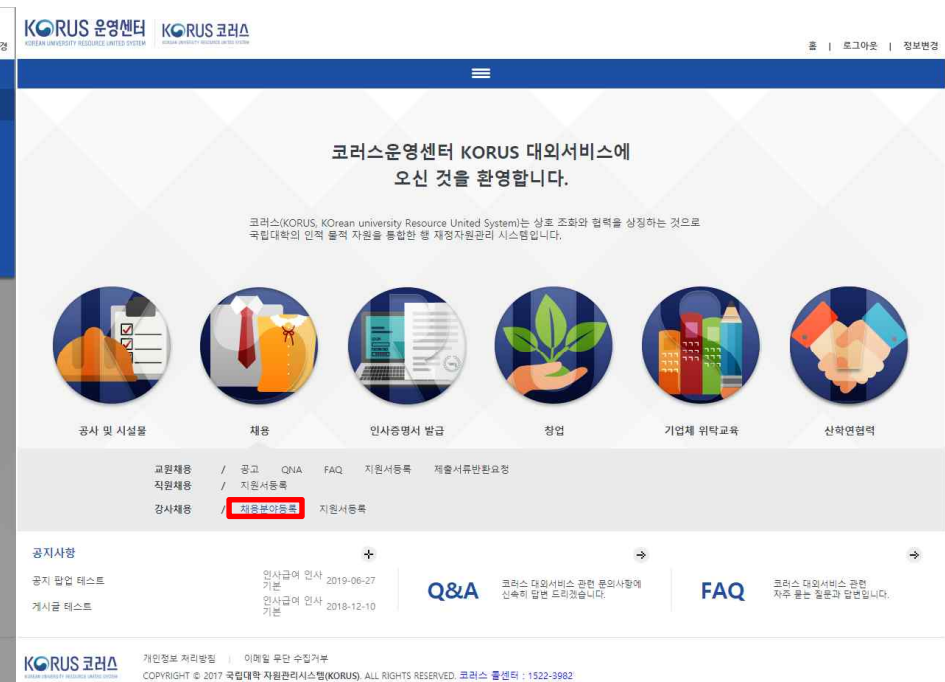 KORUS 운영센터
KOREAN UNIVERSITY RESOURCE UNITED SYSTEM
KORUS 코러스
KOREAN UNIVERSITY RESOURCE UNITED SYSTEM
경
홈 | 로그아웃 | 정보변경
코러스운영센터 KORUS 대외서비스에
오신 것을 환영합니다.
코러스(KORUS, KOrean university Resource United System)는 상호 조화와 협력을 상징하는 것으로
국립대학의 인적 물적 자원을 통합한 행 재정자원관리 시스템입니다.
공사 및 시설물
채용
인사증명서 발급
창업
기업체 위탁교육
산학연협력
교원채용 / 공고 QNA FAQ 지원서등록 제출서류반환요청
직원채용 / 지원서등록
강사채용 / 채용분야등록 지원서등록
공지사항
공지 팝업 테스트 인사급여 인사기본 2019-06-27
게시글 테스트 인사급여 인사기본 2018-12-10
Q&A
코러스 대외서비스 관련 문의사항에
신속히 답변 드리겠습니다.
FAQ
코러스 대외서비스 관련
자주 묻는 질문과 답변입니다.
KORUS 코러스
KOREAN UNIVERSITY RESOURCE UNITED SYSTEM
개인정보 처리방침 | 이메일 무단 수집거부
COPYRIGHT © 2017 국립대학 자원관리시스템(KORUS). ALL RIGHTS RESERVED. 코러스 콜센터 : 1522-3982